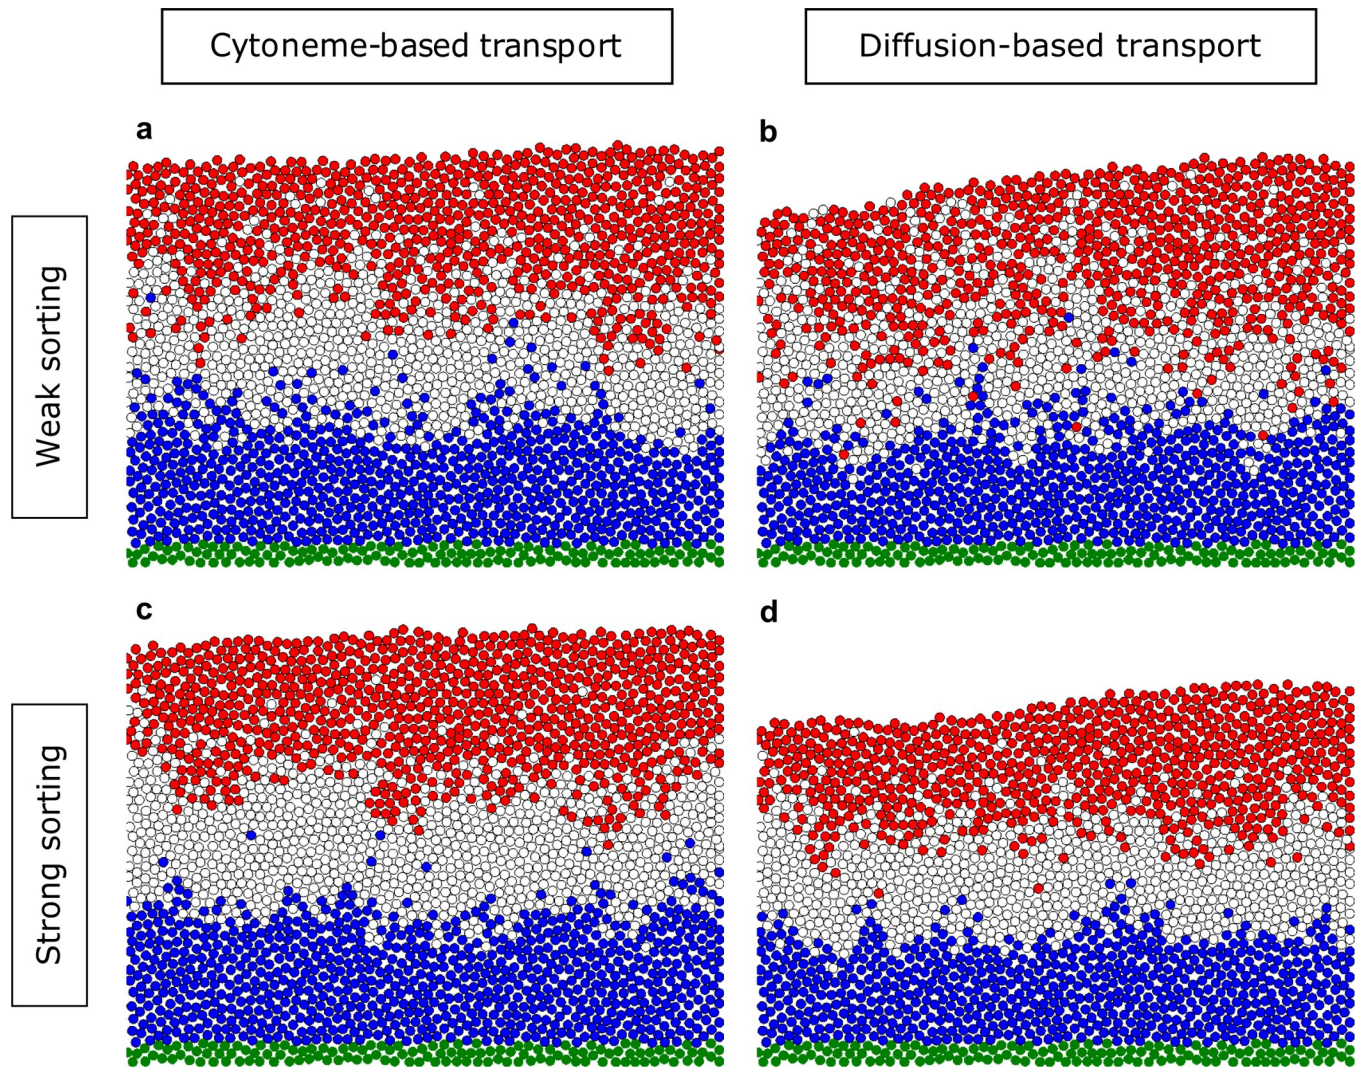 Cytoneme-based transport
Diffusion-based transport
a
b
Weak sorting
c
d
Strong sorting